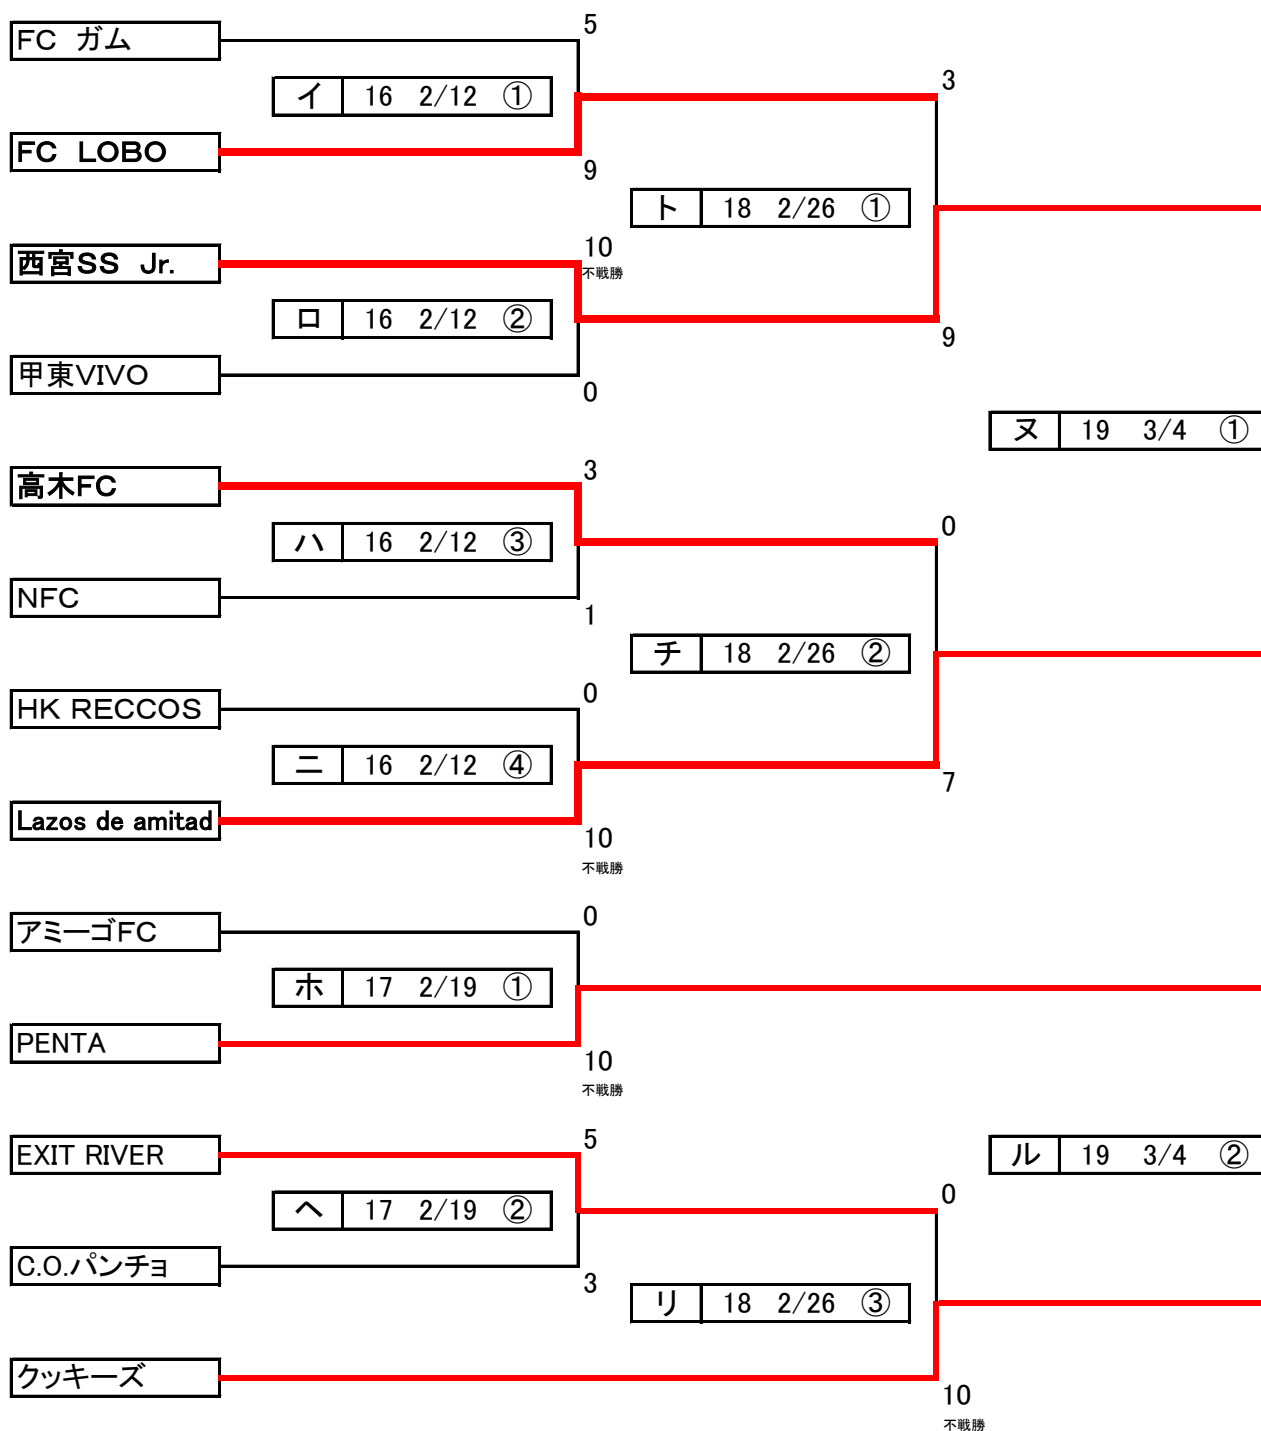 5
FC ガム
3
イ 16 2/12 ①
FC LOBO
9
ト 18 2/26 ①
10
不戦勝
西宮SS Jr.
ロ 16 2/12 ②
9
甲東VIVO
0
ヌ 19 3/4 ①
3
高木FC
0
ハ 16 2/12 ③
NFC
1
チ 18 2/26 ②
0
HK RECCOS
ニ 16 2/12 ④
7
Lazos de amitad
10
不戦勝
0
アミーゴFC
ホ 17 2/19 ①
PENTA
10
不戦勝
5
EXIT RIVER
ル 19 3/4 ②
0
ヘ 17 2/19 ②
C.O.パンチョ
3
リ 18 2/26 ③
クッキーズ
10
不戦勝